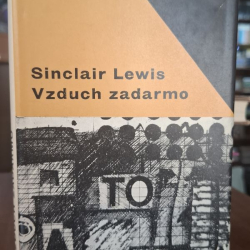 Sinclair Lewis
Vzduch zadarmo
TO